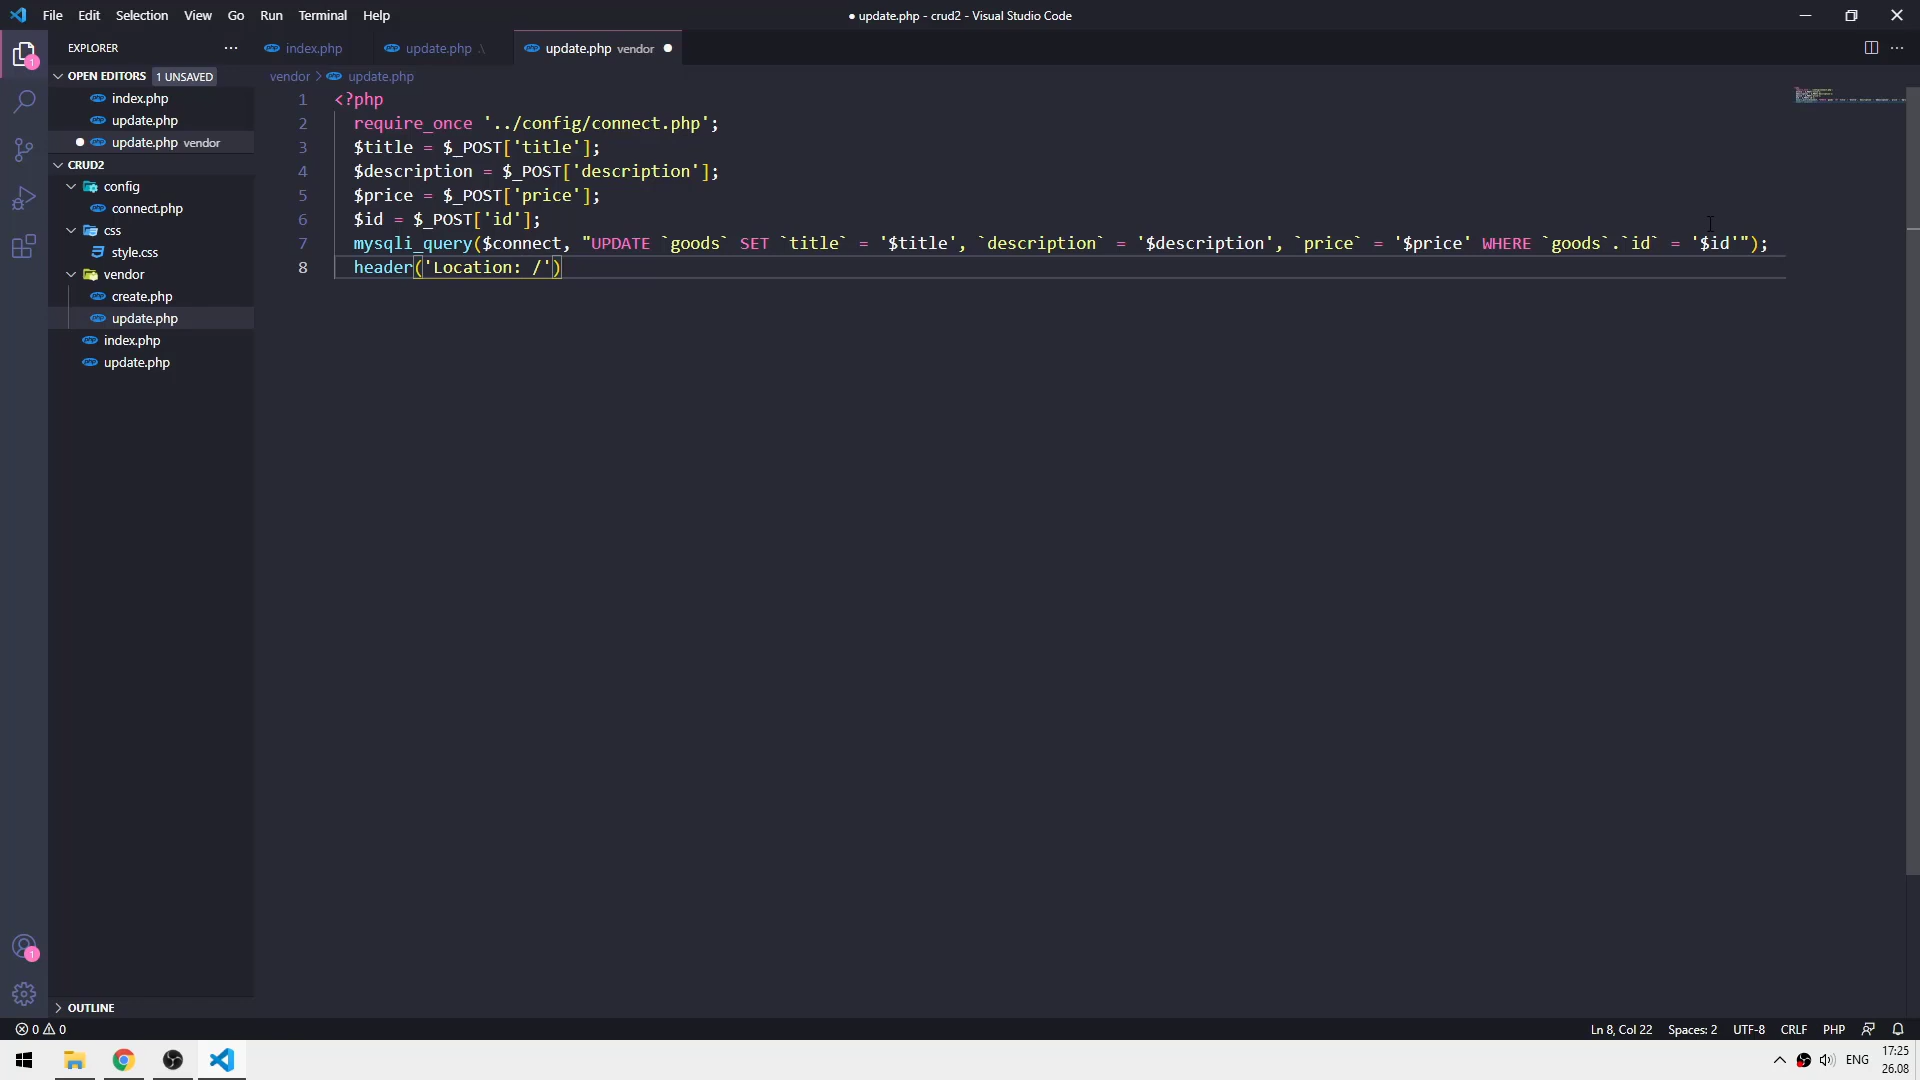 File Edit Selection View Go Run Terminal Help
● update.php - crud2 - Visual Studio Code
EXPLORER
index.php
update.php .\
update.php vendor
OPEN EDITORS 1 UNSAVED
index.php
update.php
update.php vendor
CRUD2
config
connect.php
css
style.css
vendor
create.php
update.php
index.php
update.php
OUTLINE
vendor > update.php
1 <?php
2 require_once '../config/connect.php';
3 $title = $_POST['title'];
4 $description = $_POST['description'];
5 $price = $_POST['price'];
6 $id = $_POST['id'];
7 mysqli_query($connect, "UPDATE `goods` SET `title` = '$title', `description` = '$description', `price` = '$price' WHERE `goods`.`id` = '$id'");
8 header('Location: /')
1
1
0 0
Ln 8, Col 22 Spaces: 2 UTF-8 CRLF PHP
ENG
17:25
26.08